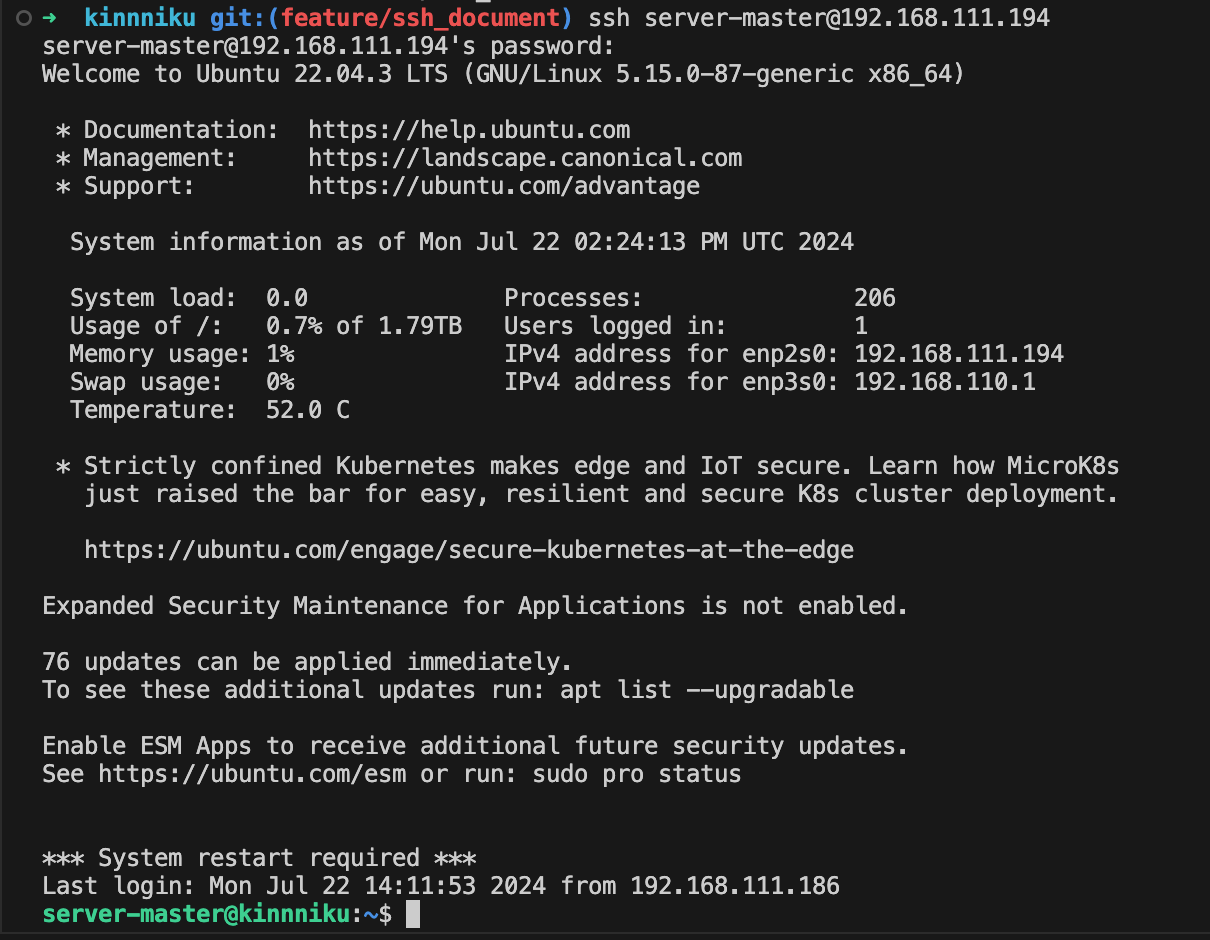 ➜  kinnniku git:(feature/ssh_document) ssh server-master@192.168.111.194
server-master@192.168.111.194's password:
Welcome to Ubuntu 22.04.3 LTS (GNU/Linux 5.15.0-87-generic x86_64)

 * Documentation:  https://help.ubuntu.com
 * Management:     https://landscape.canonical.com
 * Support:        https://ubuntu.com/advantage

  System information as of Mon Jul 22 02:24:13 PM UTC 2024

  System load:  0.0              Processes:               206
  Usage of /:   0.7% of 1.79TB   Users logged in:         1
  Memory usage: 1%               IPv4 address for enp2s0: 192.168.111.194
  Swap usage:   0%               IPv4 address for enp3s0: 192.168.110.1
  Temperature:  52.0 C

 * Strictly confined Kubernetes makes edge and IoT secure. Learn how MicroK8s
   just raised the bar for easy, resilient and secure K8s cluster deployment.

   https://ubuntu.com/engage/secure-kubernetes-at-the-edge

Expanded Security Maintenance for Applications is not enabled.

76 updates can be applied immediately.
To see these additional updates run: apt list --upgradable

Enable ESM Apps to receive additional future security updates.
See https://ubuntu.com/esm or run: sudo pro status


*** System restart required ***
Last login: Mon Jul 22 14:11:53 2024 from 192.168.111.186
server-master@kinnniku:~$